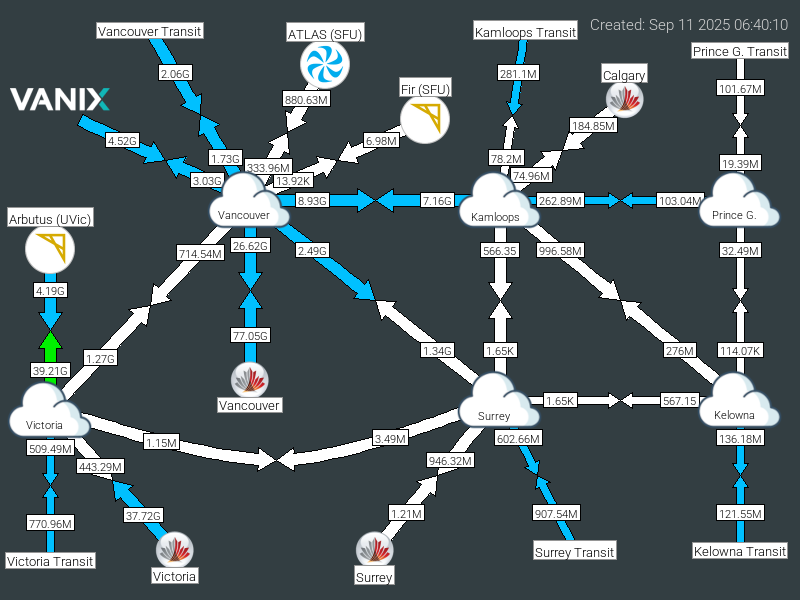 Created: Sep 11 2025 06:40:10
Vancouver Transit
ATLAS (SFU)
Kamloops Transit
Prince G. Transit
2.06G
880.63M
Fir (SFU)
281.1M
Calgary
101.67M
VANIX
4.52G
6.98M
184.85M
1.73G
333.96M
78.2M
19.39M
3.03G
13.92K
74.96M
Arbutus (UVic)
Vancouver
8.93G
7.16G
Kamloops
262.89M
103.04M
Prince G.
714.54M
26.62G
2.49G
566.35
996.58M
32.49M
4.19G
77.05G
39.21G
1.27G
1.34G
1.65K
276M
114.07K
Vancouver
Victoria
Surrey
1.65K
567.15
Kelowna
509.49M
1.15M
3.49M
602.66M
136.18M
443.29M
946.32M
770.96M
37.72G
1.21M
907.54M
121.55M
Victoria Transit
Victoria
Surrey
Surrey Transit
Kelowna Transit